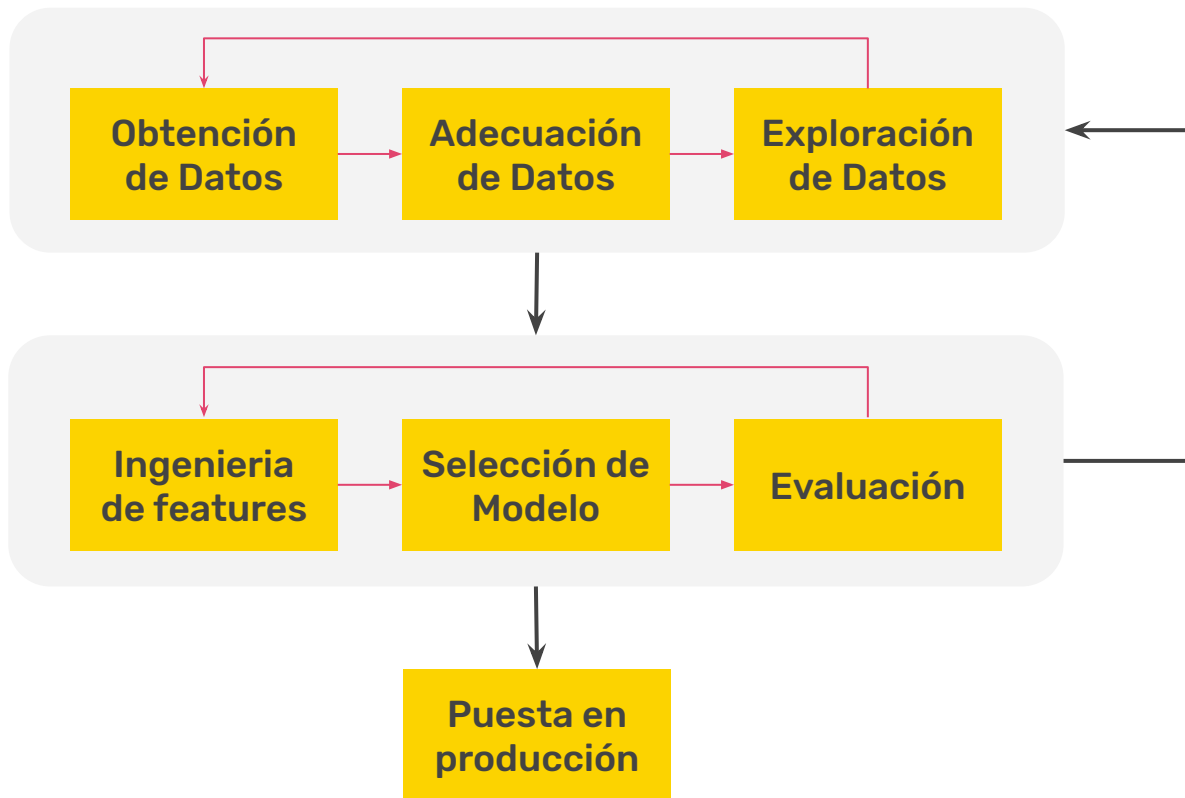 Obtención
de Datos
Adecuación
de Datos
Exploración
de Datos
Ingenieria
de features
Selección de
Modelo
Evaluación
Puesta en
producción